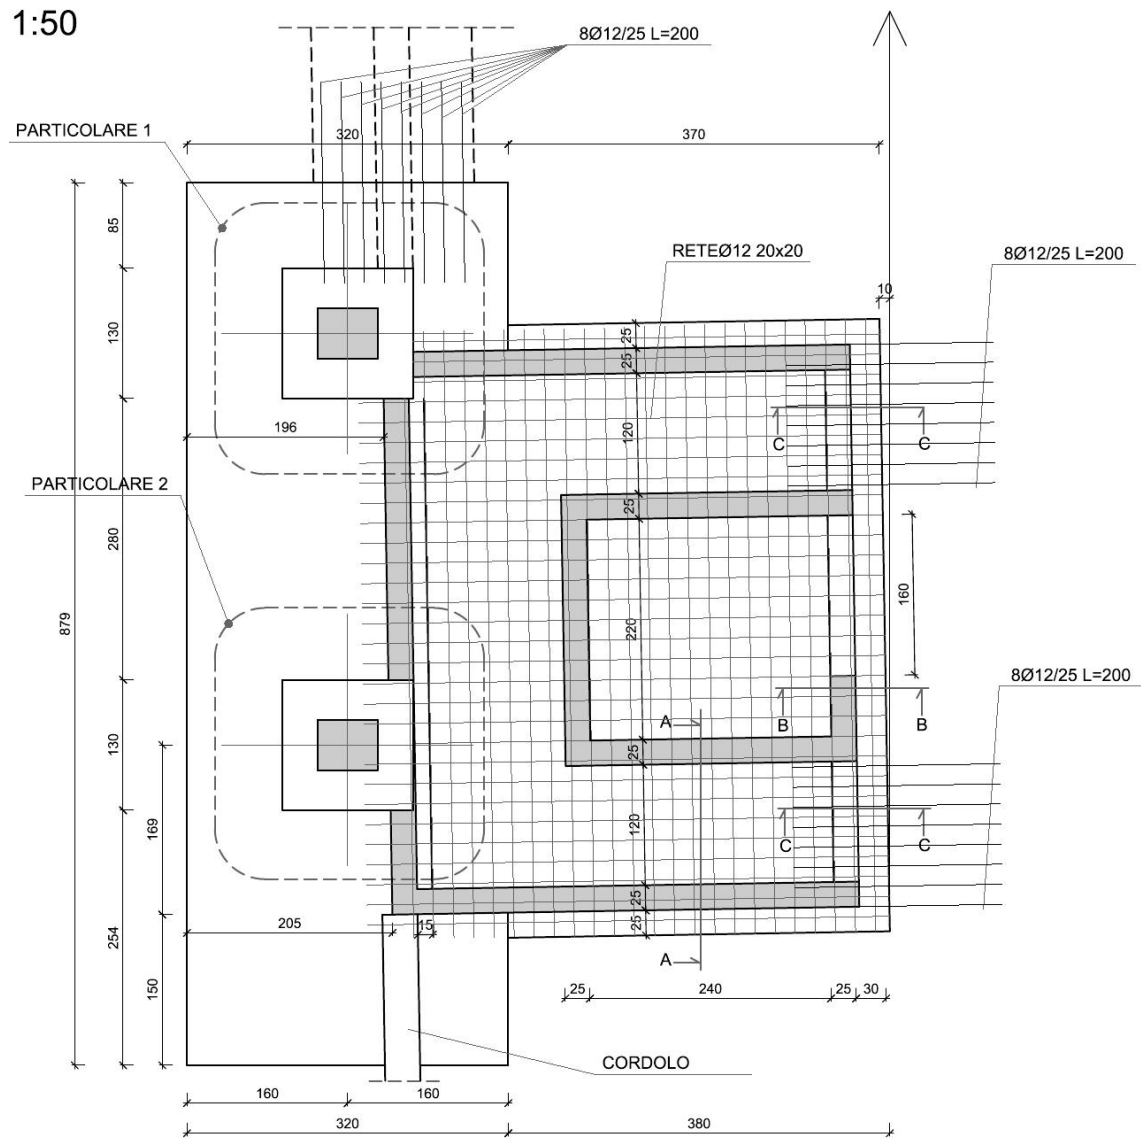 1:50
8Ø12/25 L=200
PARTICOLARE 1
320
370
85
RETEØ12 20x20
8Ø12/25 L=200
10
130
25
25
196
120
C
C
PARTICOLARE 2
25
280
160
879
220
8Ø12/25 L=200
A
B
B
25
130
169
120
C
C
205
15
25
25
254
A
150
25
240
25
30
CORDOLO
160
160
320
380